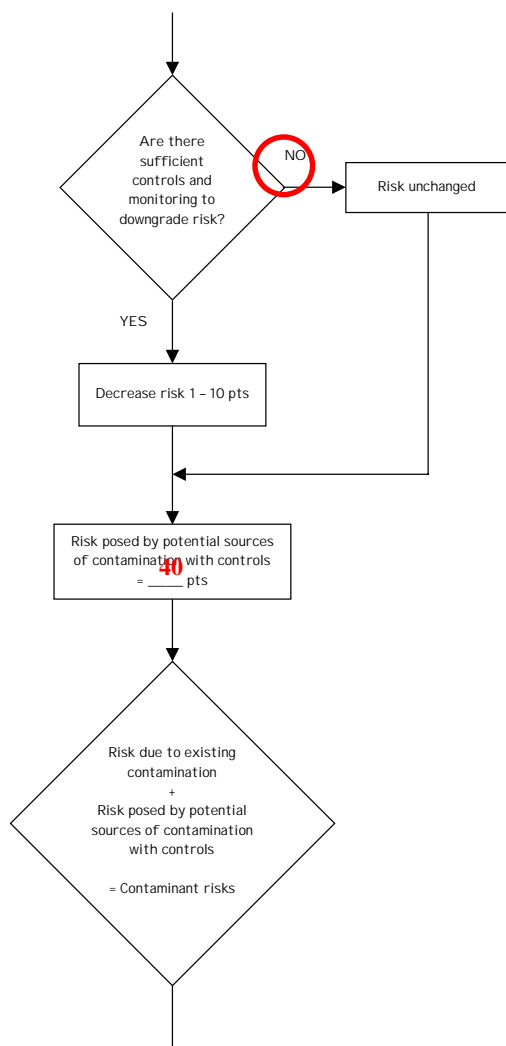 Are there
sufficient
controls and
monitoring to
downgrade risk?
NO
Risk unchanged
YES
Decrease risk 1 – 10 pts
Risk posed by potential sources
of contamination with controls
= _____ pts
40
Risk due to existing
contamination
+
Risk posed by potential
sources of contamination
with controls
= Contaminant risks